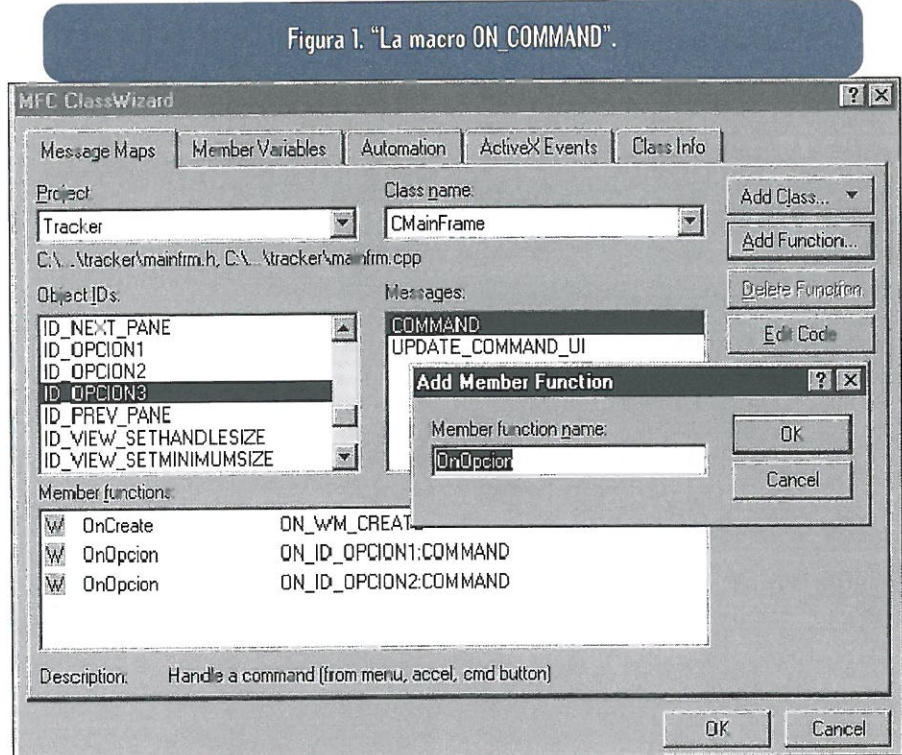 Figura 1. "La macro ON_COMMAND".
MFC ClassWizard
Message Maps
Member Variables
Automation
ActiveX Events
Class Info
Project:
Class name:
Add Class...
Tracker
CMainFrame
Add Function...
C:\...\tracker\mainfrm.h, C:\...\tracker\mainfrm.cpp
Object IDs:
Messages:
Delete Function
ID_NEXT_PANE
ID_OPCION1
ID_OPCION2
ID_OPCION3
ID_PREV_PANE
ID_VIEW_SETHANDLESIZE
ID_VIEW_SETMINIMUMSIZE
COMMAND
UPDATE_COMMAND_UI
Edit Code
Add Member Function
Member function name:
OnOpcion
OK
Cancel
Member functions:
W OnCreate ON_WM_CREATE
W OnOpcion ON_ID_OPCION1:COMMAND
W OnOpcion ON_ID_OPCION2:COMMAND
Description: Handle a command (from menu, accel, cmd button)
OK
Cancel